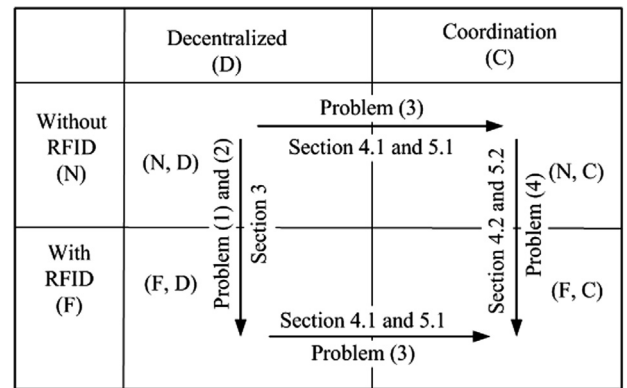 Decentralized
(D)
Coordination
(C)
Without
RFID
(N)
(N, D)
Problem (1) and (2)
Section 3
Problem (3)
Section 4.1 and 5.1
Section 4.2 and 5.2
Problem (4)
(N, C)
With
RFID
(F)
(F, D)
Section 4.1 and 5.1
Problem (3)
(F, C)